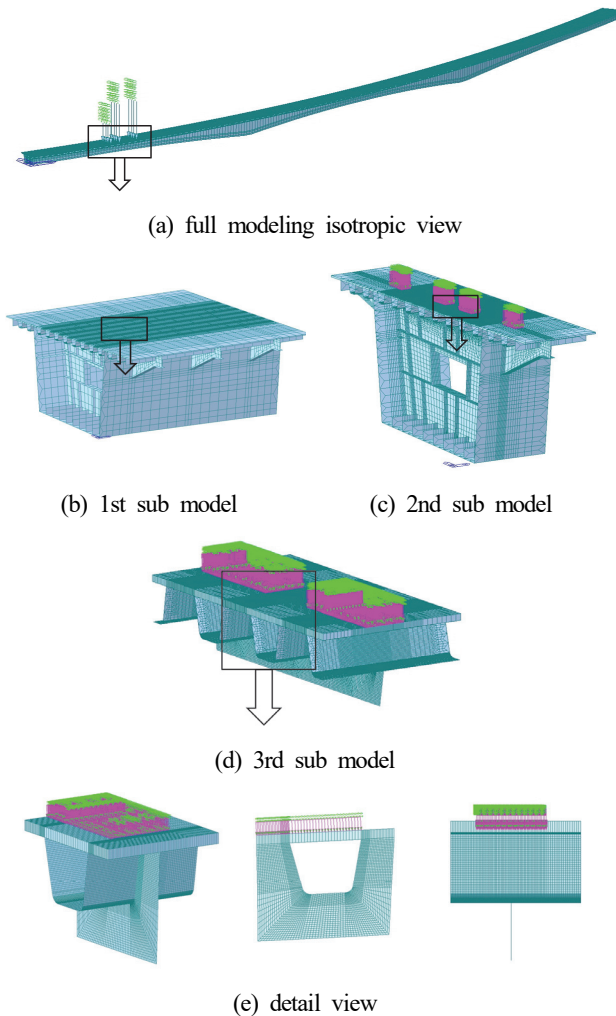 (a) full modeling isotropic view
(b) 1st sub model
(c) 2nd sub model
(d) 3rd sub model
(e) detail view